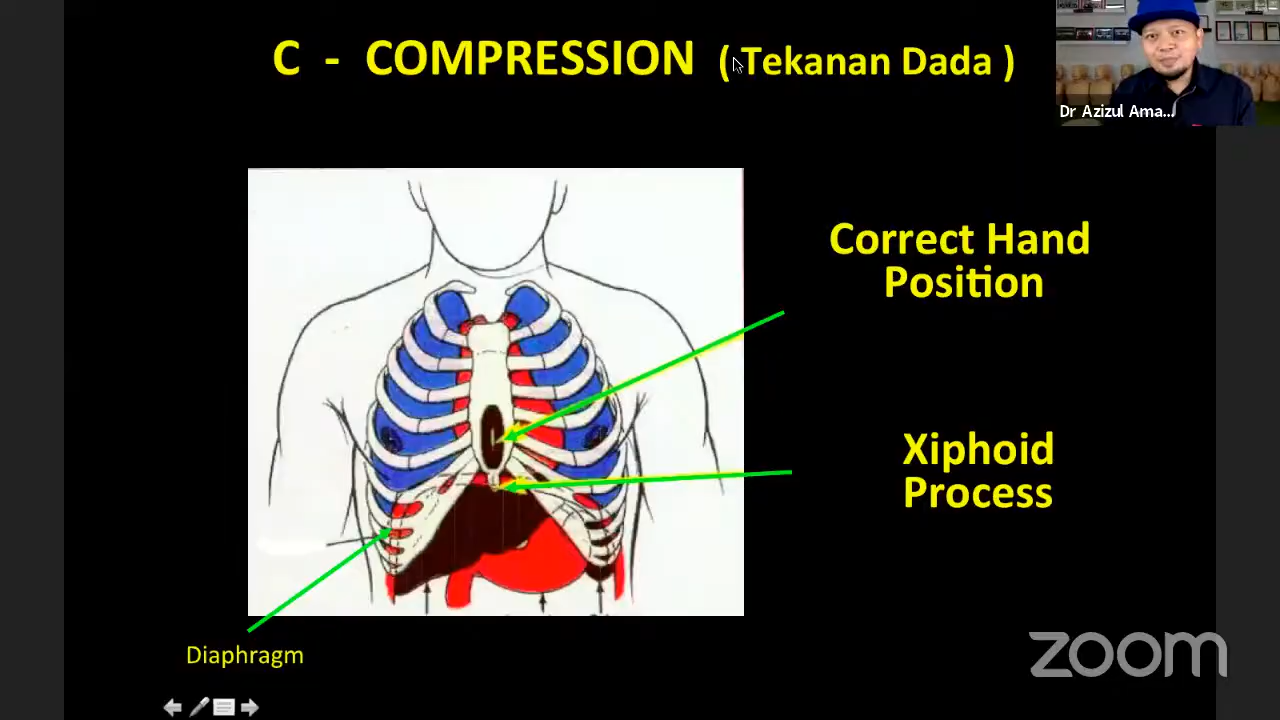 C - COMPRESSION ( Tekanan Dada )
Dr Azizul Ama...
Correct Hand
Position
Xiphoid
Process
Diaphragm
zoom